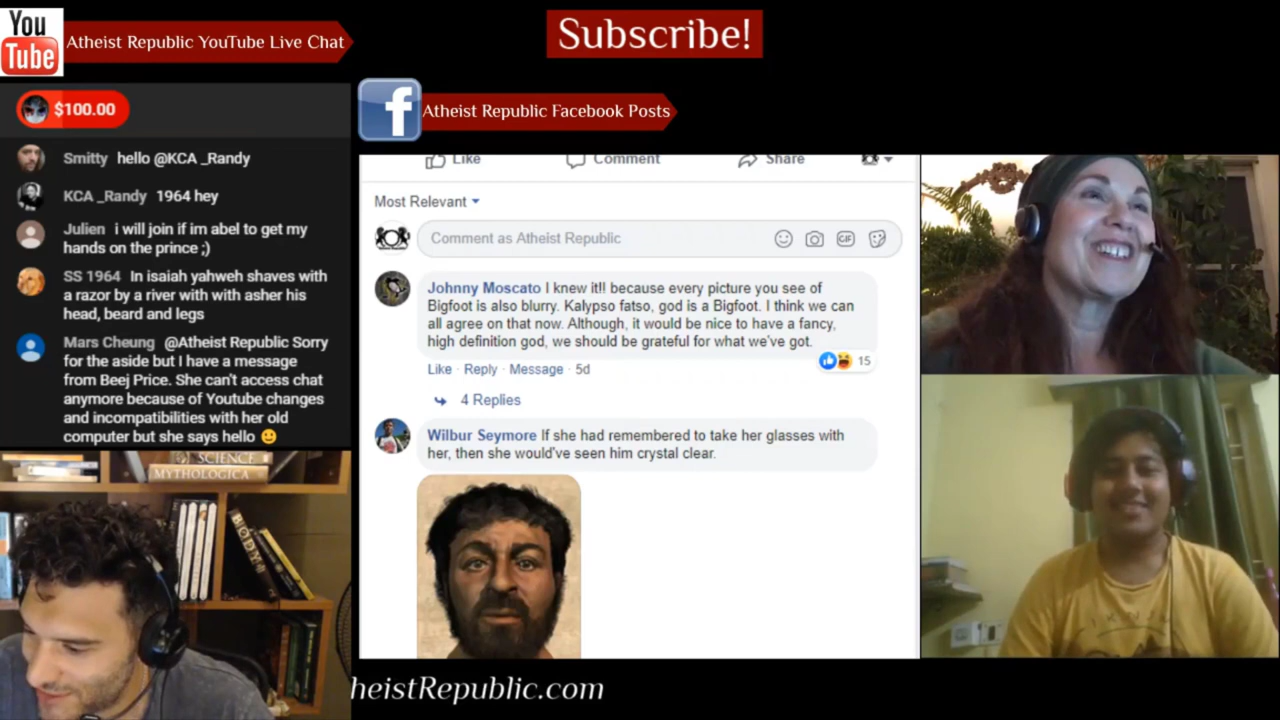 You
Tube
Atheist Republic YouTube Live Chat
Subscribe!
$100.00
Atheist Republic Facebook Posts
Smitty hello @KCA _Randy
KCA _Randy 1964 hey
Julien i will join if im abel to get my
hands on the prince ;)
SS 1964 In isaiah yahweh shaves with
a razor by a river with with asher his
head, beard and legs
Mars Cheung @Atheist Republic Sorry
for the aside but I have a message
from Beej Price. She can't access chat
anymore because of Youtube changes
and incompatibilities with her old
computer but she says hello
f
Like Comment Share
Most Relevant
Comment as Atheist Republic
GIF
Johnny Moscato I knew it!! because every picture you see of
Bigfoot is also blurry. Kalypso fatso, god is a Bigfoot. I think we can
all agree on that now. Although, it would be nice to have a fancy,
high definition god, we should be grateful for what we've got.
15
Like · Reply · Message · 5d
4 Replies
Wilbur Seymore If she had remembered to take her glasses with
her, then she would've seen him crystal clear.
SCIENCE
MYTHOLOGICA
BODY
heistRepublic.com